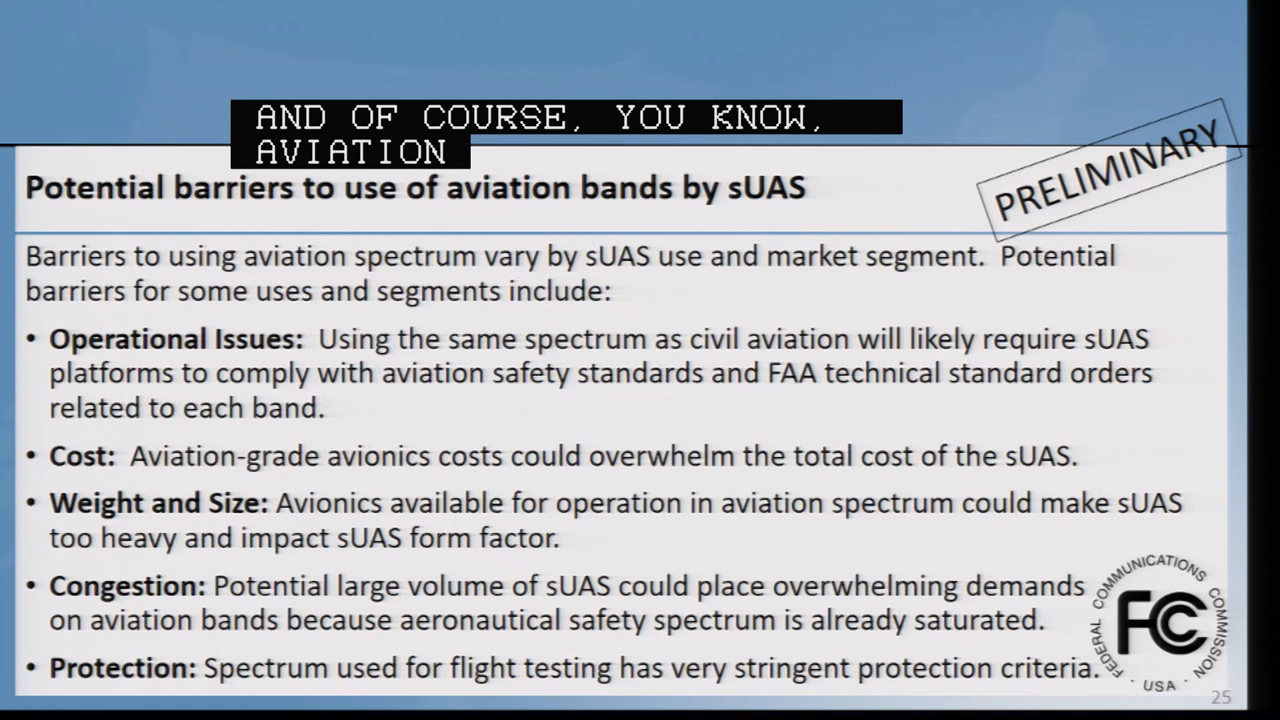 AND OF COURSE, YOU KNOW,
AVIATION
PRELIMINARY
Potential barriers to use of aviation bands by sUAS
Barriers to using aviation spectrum vary by sUAS use and market segment. Potential
barriers for some uses and segments include:
• Operational Issues: Using the same spectrum as civil aviation will likely require sUAS
platforms to comply with aviation safety standards and FAA technical standard orders
related to each band.
• Cost: Aviation-grade avionics costs could overwhelm the total cost of the sUAS.
• Weight and Size: Avionics available for operation in aviation spectrum could make sUAS
too heavy and impact sUAS form factor.
• Congestion: Potential large volume of sUAS could place overwhelming demands
on aviation bands because aeronautical safety spectrum is already saturated.
• Protection: Spectrum used for flight testing has very stringent protection criteria.
FEDERAL COMMUNICATIONS COMMISSION
FCC
· USA ·
25